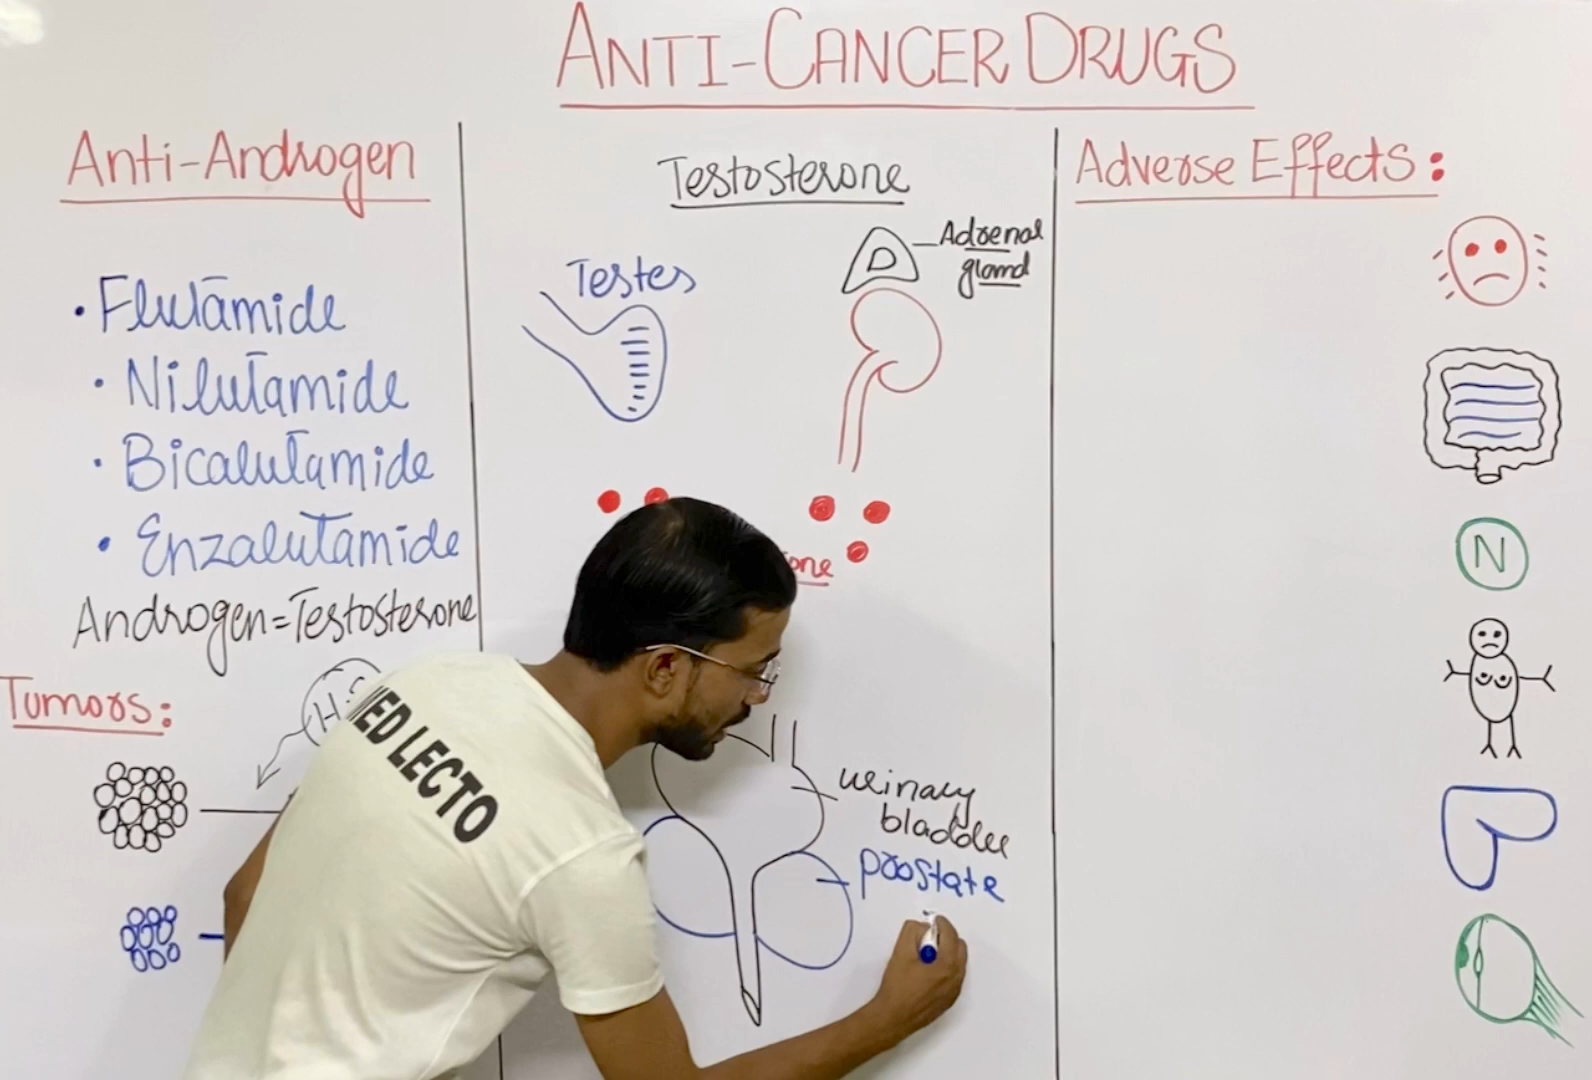 ANTI-CANCER DRUGS
Anti-Androgen
• Flutamide
• Nilutamide
• Bicalutamide
• Enzalutamide
Androgen=Testosterone
Tumors:
Testosterone
Testes
Adrenal
gland
urinary
bladder
prostate
Adverse Effects:
N
MED LECTO